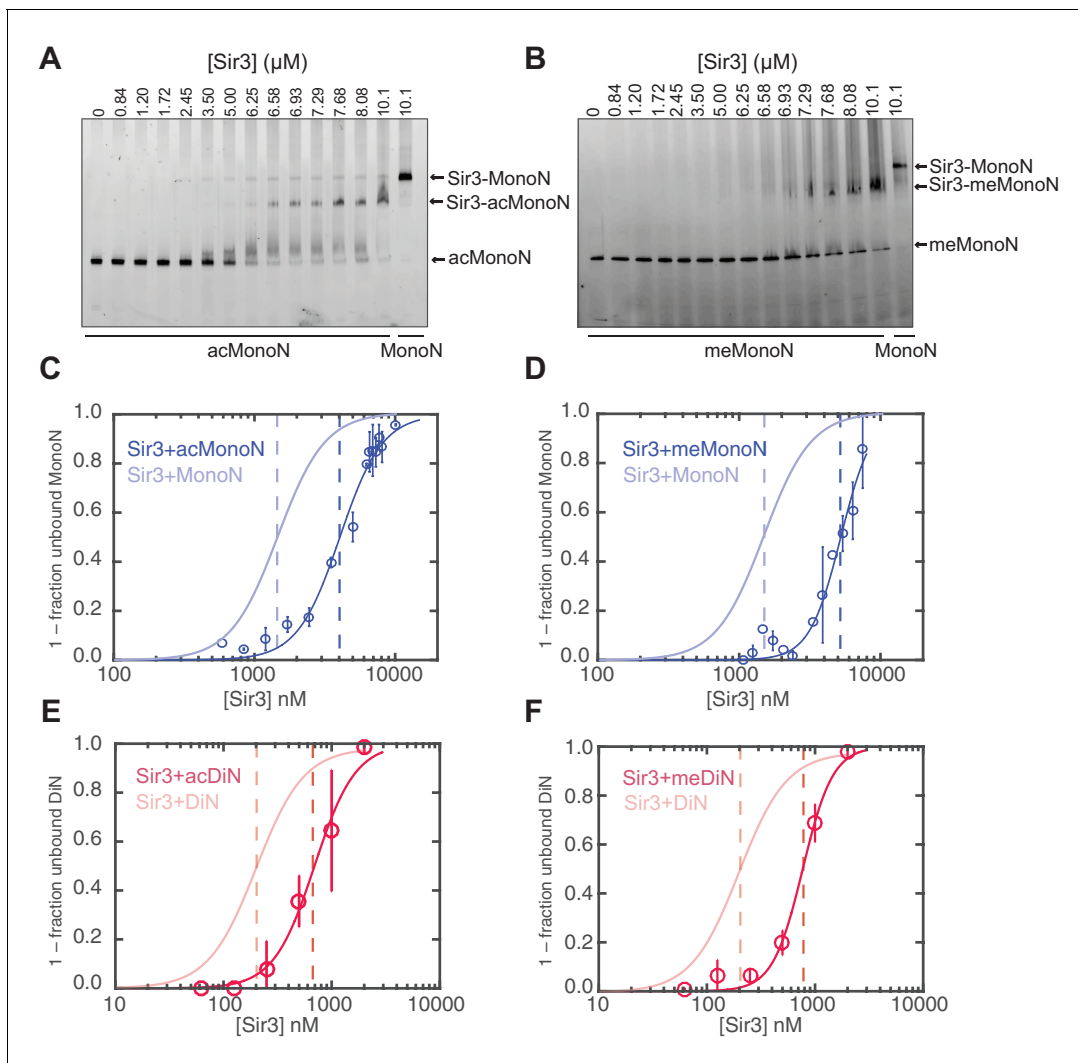 A
[Sir3] (µM)
0 0.84 1.20 1.72 2.45 3.50 5.00 6.25 6.58 6.93 7.29 7.68 8.08 10.1 10.1
Sir3-MonoN
Sir3-acMonoN
acMonoN
acMonoN MonoN
B
[Sir3] (µM)
0 0.84 1.20 1.72 2.45 3.50 5.00 6.25 6.58 6.93 7.29 7.68 8.08 10.1 10.1
Sir3-MonoN
Sir3-meMonoN
meMonoN
meMonoN MonoN
C
1 – fraction unbound MonoN
1.0
0.8
0.6
0.4
0.2
0.0
Sir3+acMonoN
Sir3+MonoN
100 1000 10000
[Sir3] nM
D
1 – fraction unbound MonoN
1.0
0.8
0.6
0.4
0.2
0.0
Sir3+meMonoN
Sir3+MonoN
100 1000 10000
[Sir3] nM
E
1 – fraction unbound DiN
1.0
0.8
0.6
0.4
0.2
0.0
Sir3+acDiN
Sir3+DiN
10 100 1000 10000
[Sir3] nM
F
1 – fraction unbound DiN
1.0
0.8
0.6
0.4
0.2
0.0
Sir3+meDiN
Sir3+DiN
10 100 1000 10000
[Sir3] nM